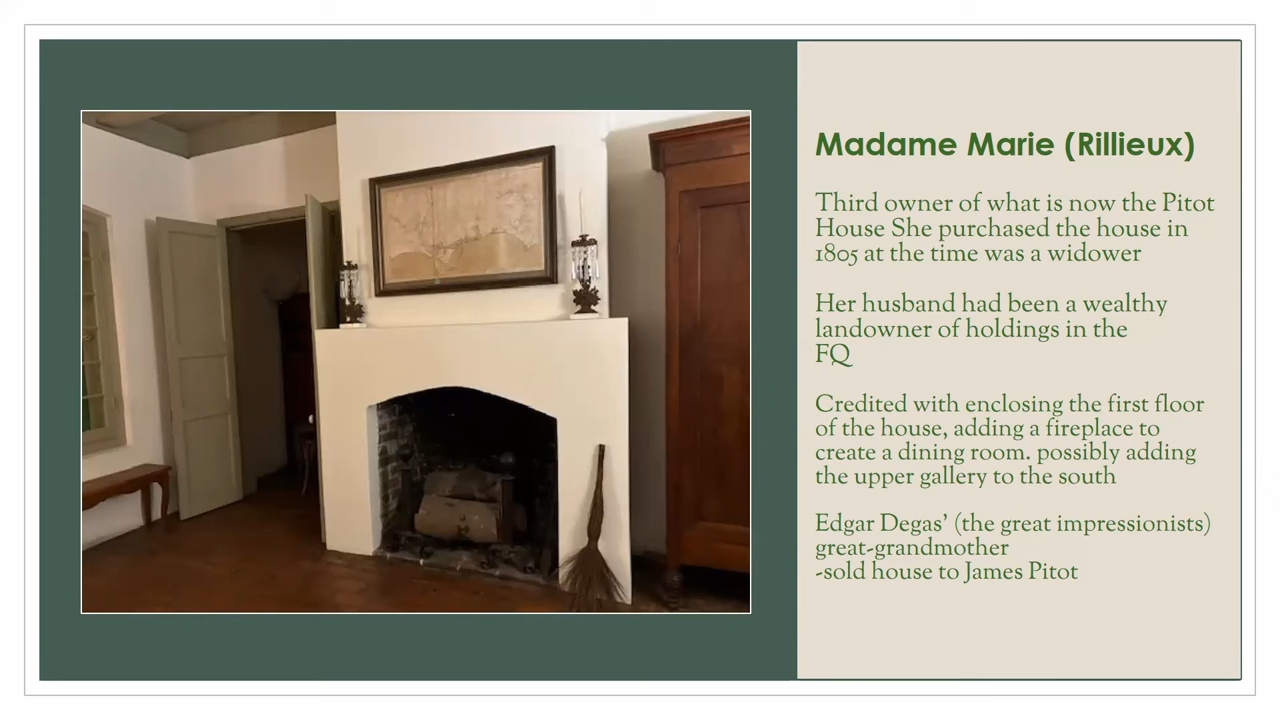 Madame Marie (Rillieux)
Third owner of what is now the Pitot
House She purchased the house in
1805 at the time was a widower
Her husband had been a wealthy
landowner of holdings in the
FQ
Credited with enclosing the first floor
of the house, adding a fireplace to
create a dining room. possibly adding
the upper gallery to the south
Edgar Degas’ (the great impressionists)
great-grandmother
-sold house to James Pitot